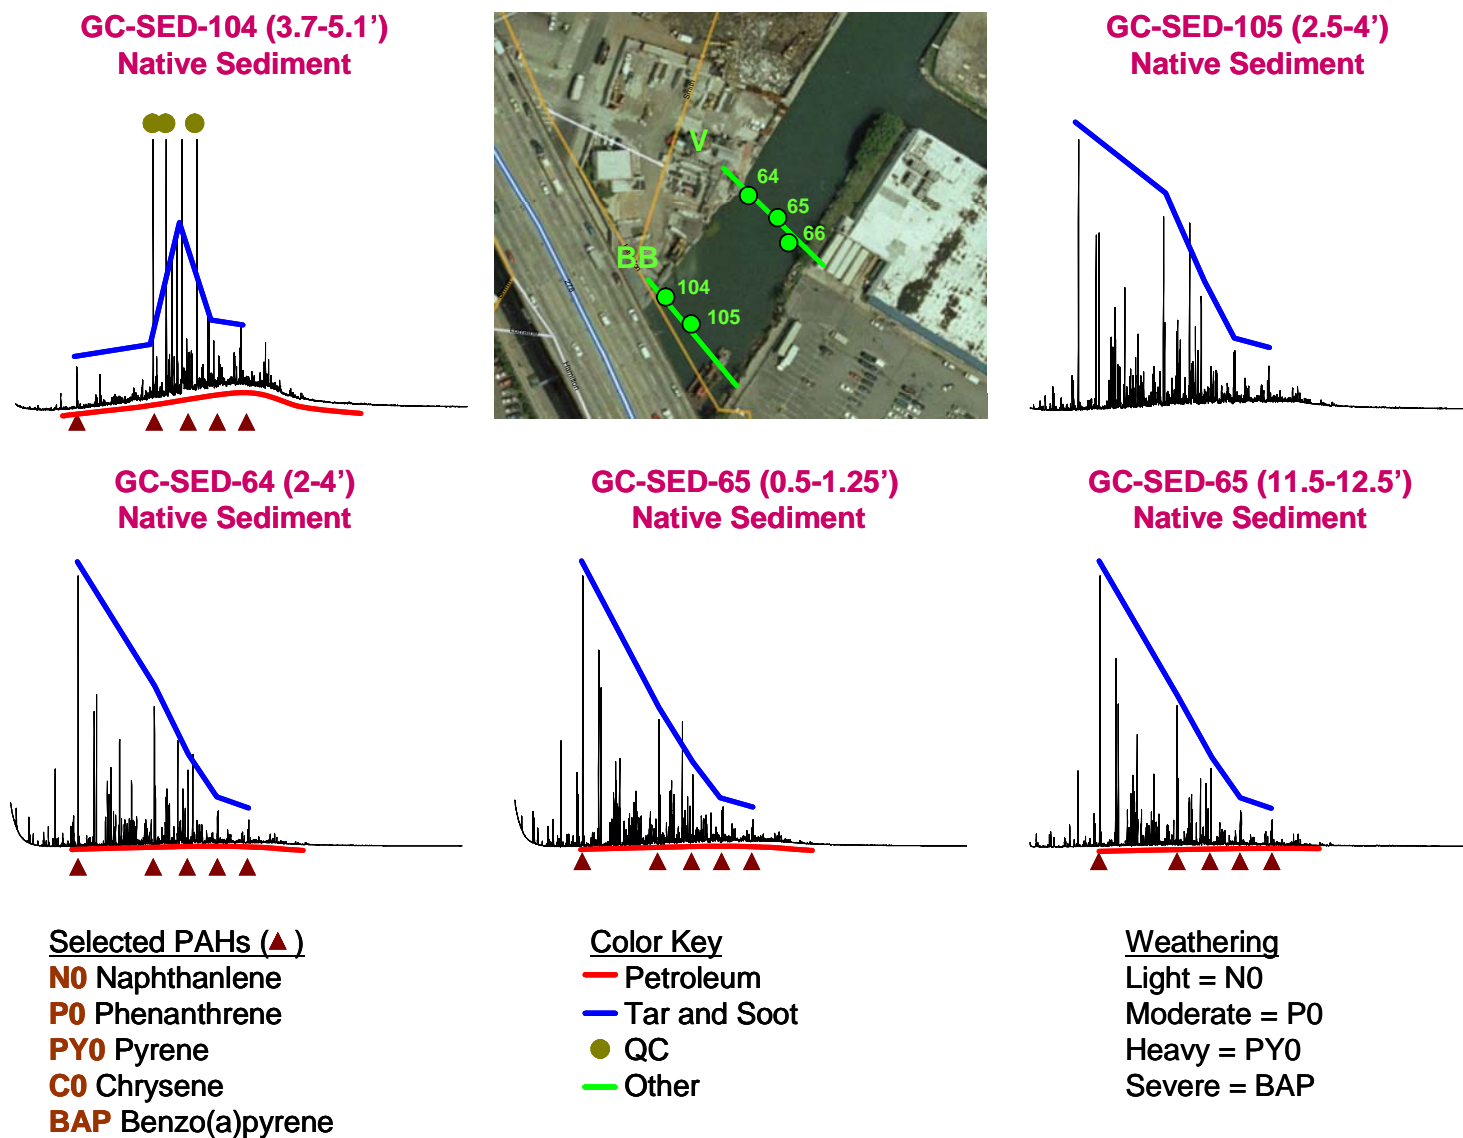 GC-SED-104 (3.7-5.1’)
Native Sediment
GC-SED-105 (2.5-4’)
Native Sediment
Smith
V
64
65
66
BB
104
105
278
Hamilton
GC-SED-64 (2-4’)
Native Sediment
GC-SED-65 (0.5-1.25’)
Native Sediment
GC-SED-65 (11.5-12.5’)
Native Sediment
Selected PAHs (▲)
N0 Naphthanlene
P0 Phenanthrene
PY0 Pyrene
C0 Chrysene
BAP Benzo(a)pyrene
Color Key
Petroleum
Tar and Soot
QC
Other
Weathering
Light = N0
Moderate = P0
Heavy = PY0
Severe = BAP